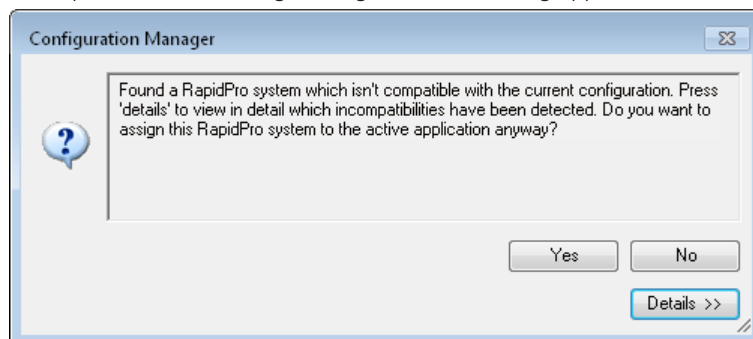 Configuration Manager
Found a RapidPro system which isn't compatible with the current configuration. Press
'details' to view in detail which incompatibilities have been detected. Do you want to
assign this RapidPro system to the active application anyway?
Yes
No
Details >>